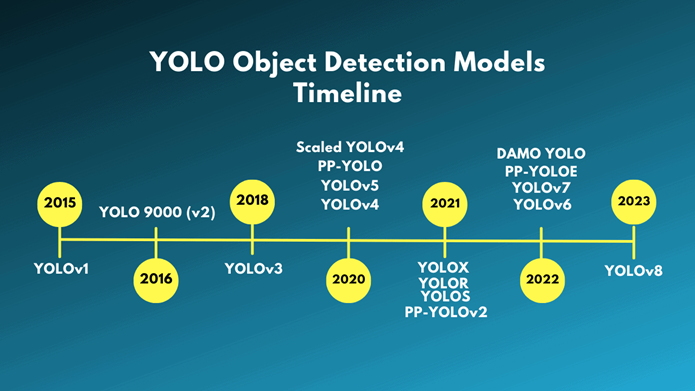 YOLO Object Detection Models
Timeline
2015
YOLOv1
YOLO 9000 (v2)
2016
2018
YOLOv3
Scaled YOLOv4
PP-YOLO
YOLOv5
YOLOv4
2020
2021
YOLOX
YOLOR
YOLOS
PP-YOLOv2
DAMO YOLO
PP-YOLOE
YOLOv7
YOLOv6
2022
2023
YOLOv8